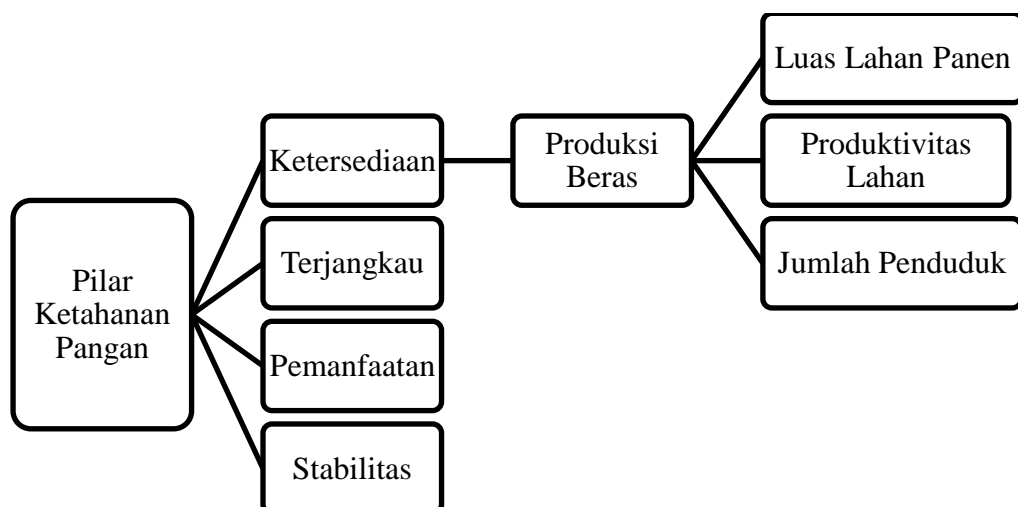 Pilar
Ketahanan
Pangan
Ketersediaan
Terjangkau
Pemanfaatan
Stabilitas
Produksi
Beras
Luas Lahan Panen
Produktivitas
Lahan
Jumlah Penduduk